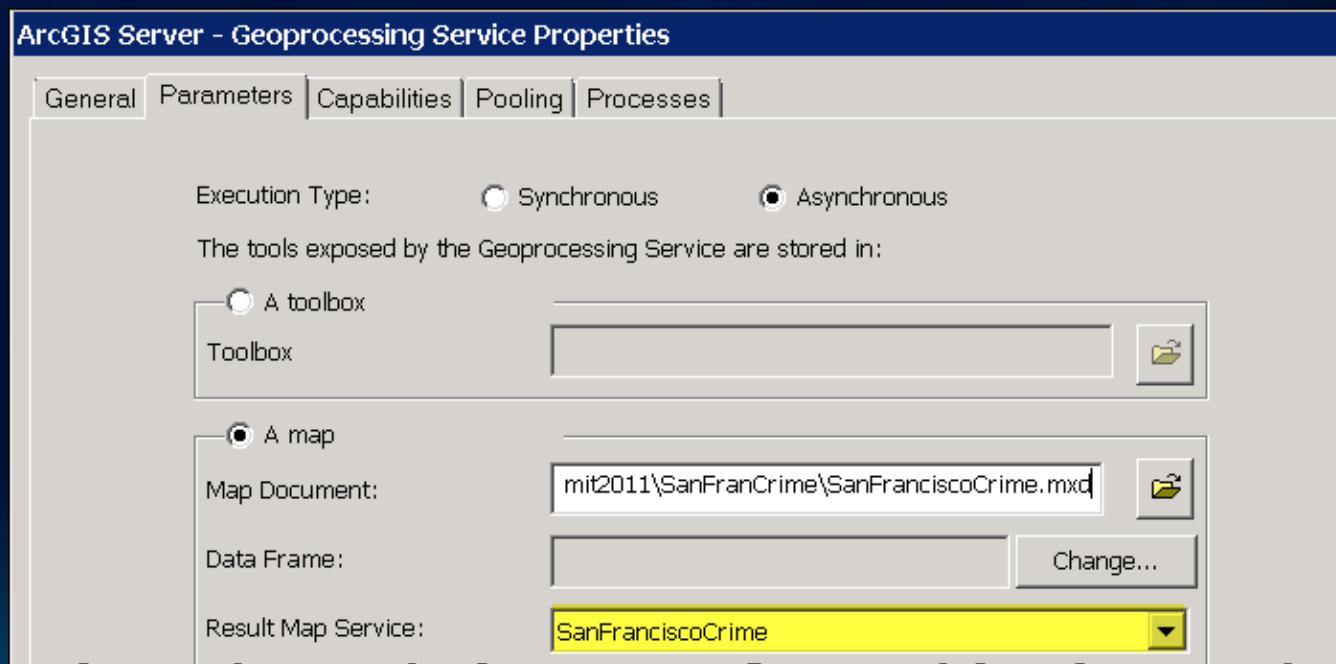 ArcGIS Server - Geoprocessing Service Properties
General Parameters Capabilities Pooling Processes
Execution Type: Synchronous Asynchronous
The tools exposed by the Geoprocessing Service are stored in:
A toolbox
Toolbox
A map
Map Document: mit2011\SanFranCrime\SanFranciscoCrime.mxd
Data Frame: Change...
Result Map Service: SanFranciscoCrime